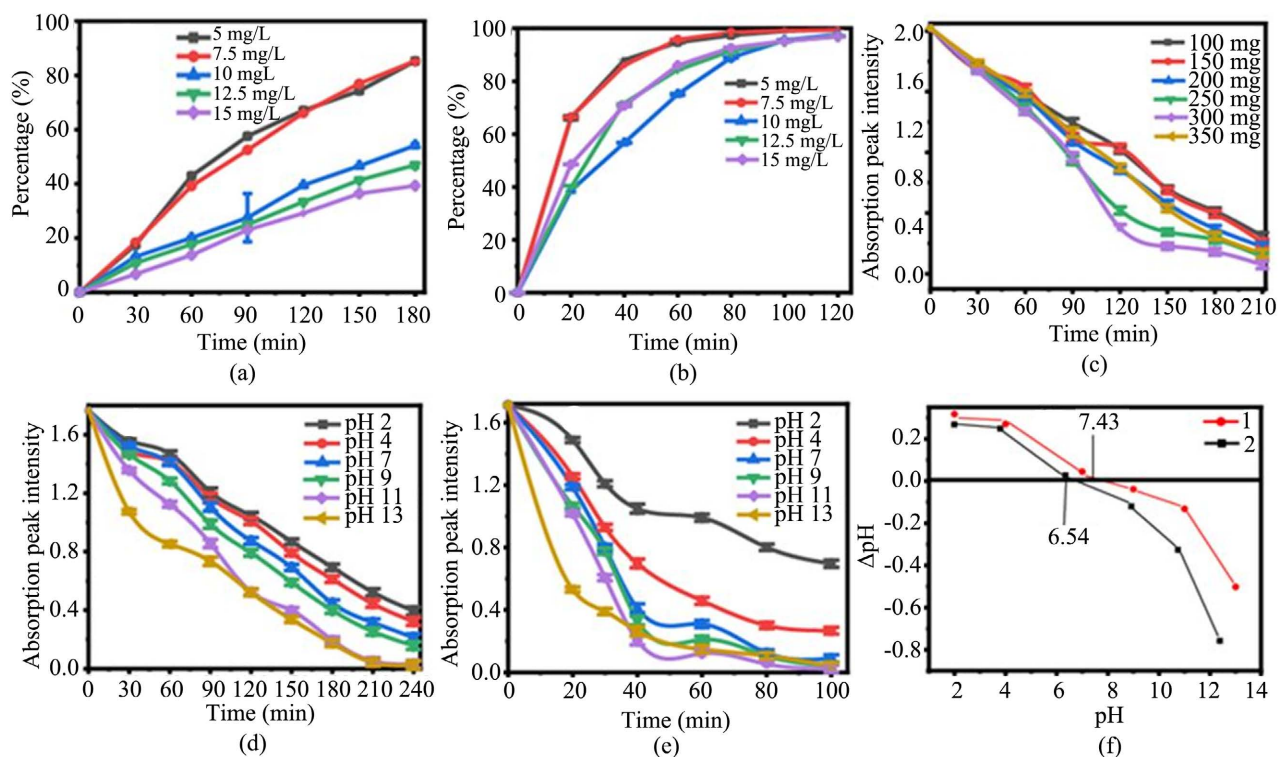 100
80
60
40
20
0
Percentage (%)
5 mg/L
7.5 mg/L
10 mgL
12.5 mg/L
15 mg/L
0 30 60 90 120 150 180
Time (min)
(a)
100
80
60
40
20
0
Percentage (%)
5 mg/L
7.5 mg/L
10 mgL
12.5 mg/L
15 mg/L
0 20 40 60 80 100 120
Time (min)
(b)
2.0
1.6
1.2
0.8
0.4
0.0
Absorption peak intensity
100 mg
150 mg
200 mg
250 mg
300 mg
350 mg
0 30 60 90 120 150 180 210
Time (min)
(c)
1.6
1.2
0.8
0.4
0.0
Absorption peak intensity
pH 2
pH 4
pH 7
pH 9
pH 11
pH 13
0 30 60 90 120 150 180 210 240
Time (min)
(d)
1.6
1.2
0.8
0.4
0.0
Absorption peak intensity
pH 2
pH 4
pH 7
pH 9
pH 11
pH 13
0 20 40 60 80 100
Time (min)
(e)
0.2
0.0
-0.2
-0.4
-0.6
-0.8
ΔpH
7.43
6.54
1
2
2 4 6 8 10 12 14
pH
(f)